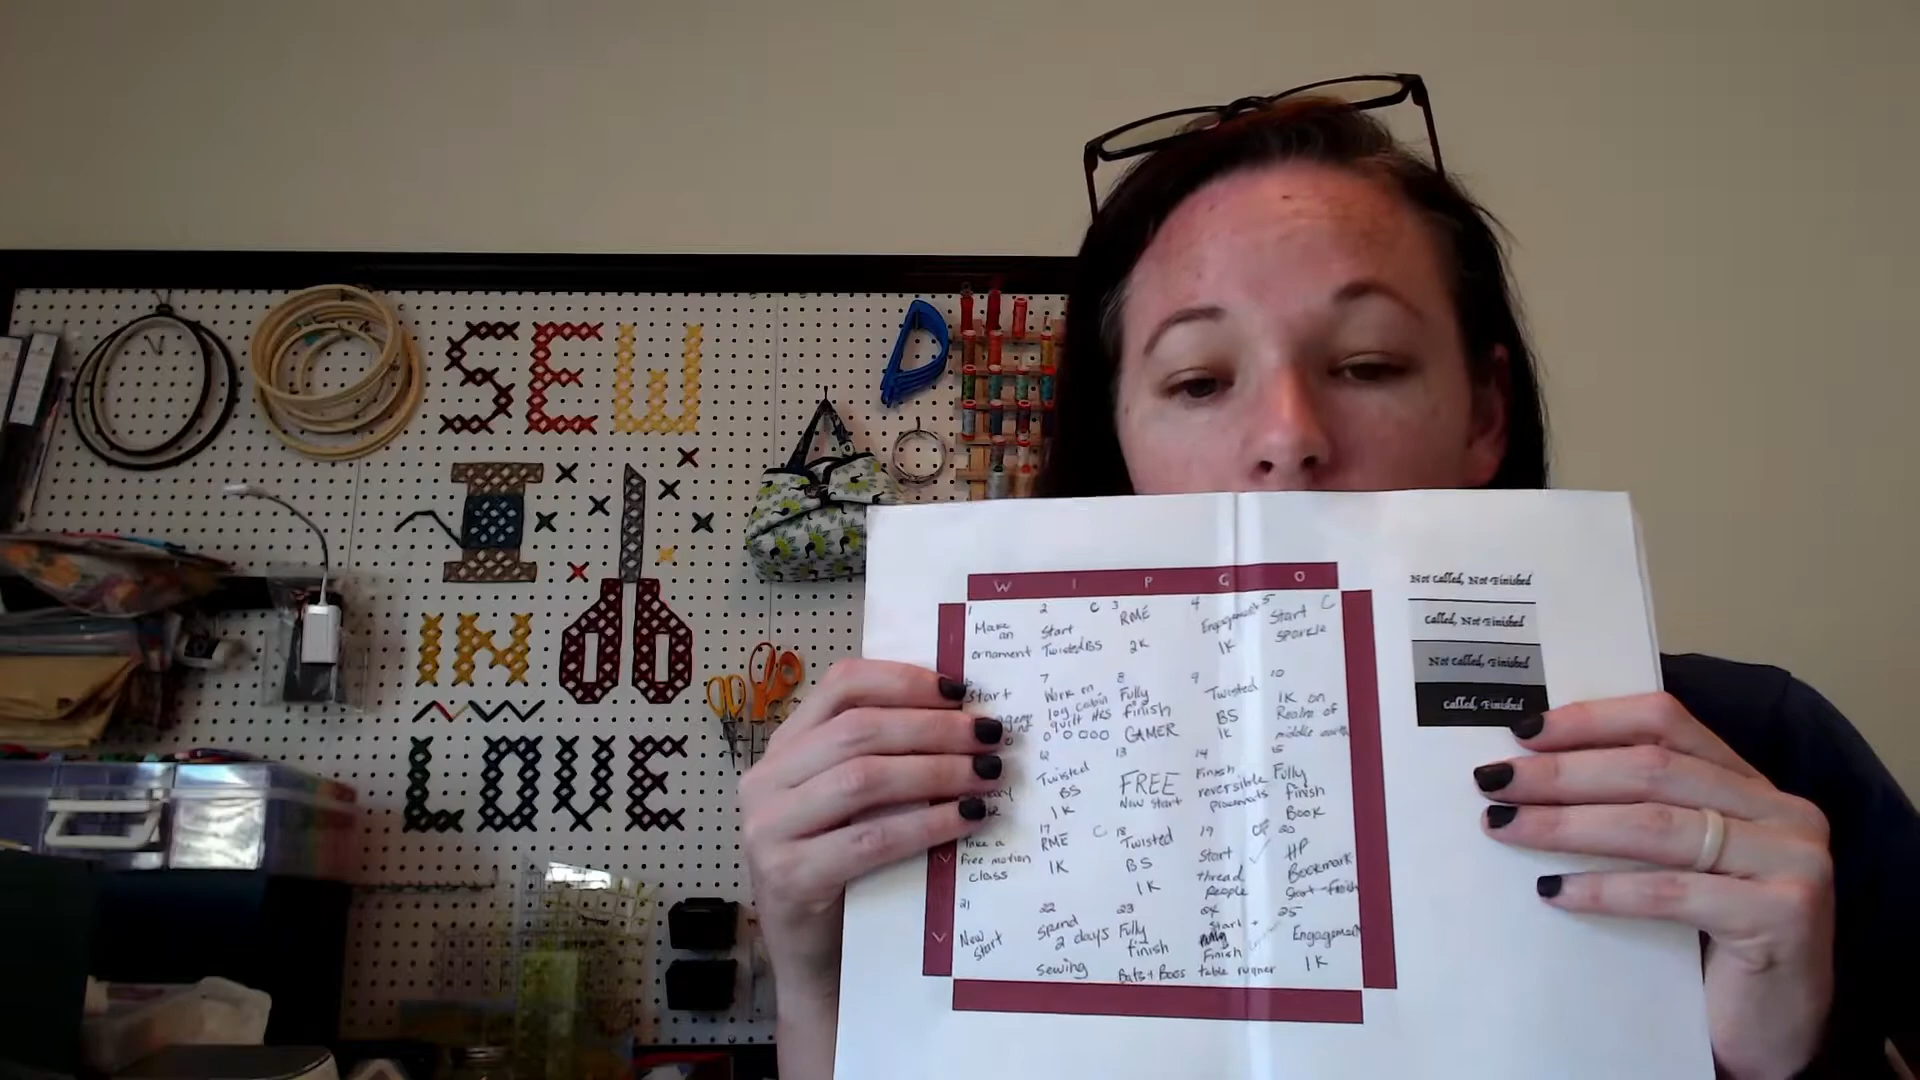 SEW
IN
LOVE
W I P G O
1
Make
an
ornament
2 C
Start
Twisted BS
3
RME
2K
4
Engagement
1K
5 C
Start
Sparkle
Start
7
Work on
log cabin
quilt
8
Fully
finish
GAMER
9
Twisted
BS
1K
10
1K on
Realm of
middle earth
12
Twisted
BS
1K
13
FREE
New Start
14
Finish
reversible
placemats
15
Fully
finish
Book
Take a
Free motion
class
17 C
RME
1K
18
Twisted
BS
1K
19
Start
thread
people
20
HP
Bookmark
Start-Finish
21
New
Start
22
Spend
2 days
sewing
23
Fully
finish
Bats + Boos
Start +
Finish
table runner
25
Engagement
1K
Not Called, Not Finished
Called, Not Finished
Not Called, Finished
Called, Finished